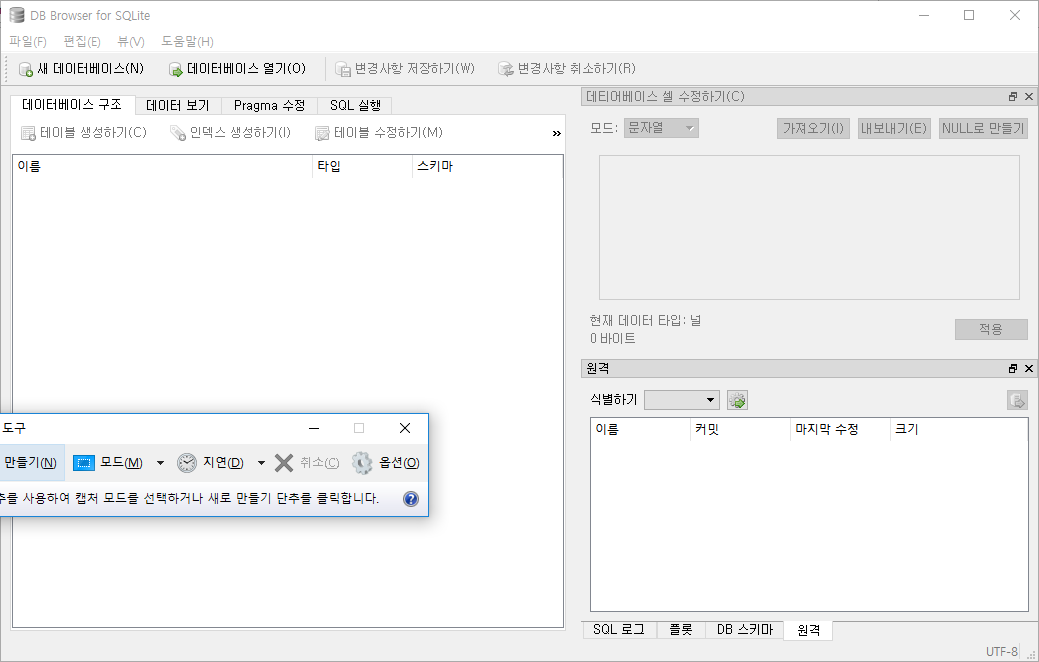 DB Browser for SQLite
파일(F) 편집(E) 뷰(V) 도움말(H)
새 데이터베이스(N) 데이터베이스 열기(O) 변경사항 저장하기(W) 변경사항 취소하기(R)
데이터베이스 구조 데이터 보기 Pragma 수정 SQL 실행
테이블 생성하기(C) 인덱스 생성하기(I) 테이블 수정하기(M) »
이름 타입 스키마
데티어베이스 셀 수정하기(C)
모드: 문자열 가져오기(I) 내보내기(E) NULL로 만들기
현재 데이터 타입: 널
0 바이트
적용
원격
식별하기
이름 커밋 마지막 수정 크기
도구
만들기(N) 모드(M) 지연(D) 취소(C) 옵션(O)
사용하여 캡처 모드를 선택하거나 새로 만들기 단추를 클릭합니다.
SQL 로그 플롯 DB 스키마 원격
UTF-8